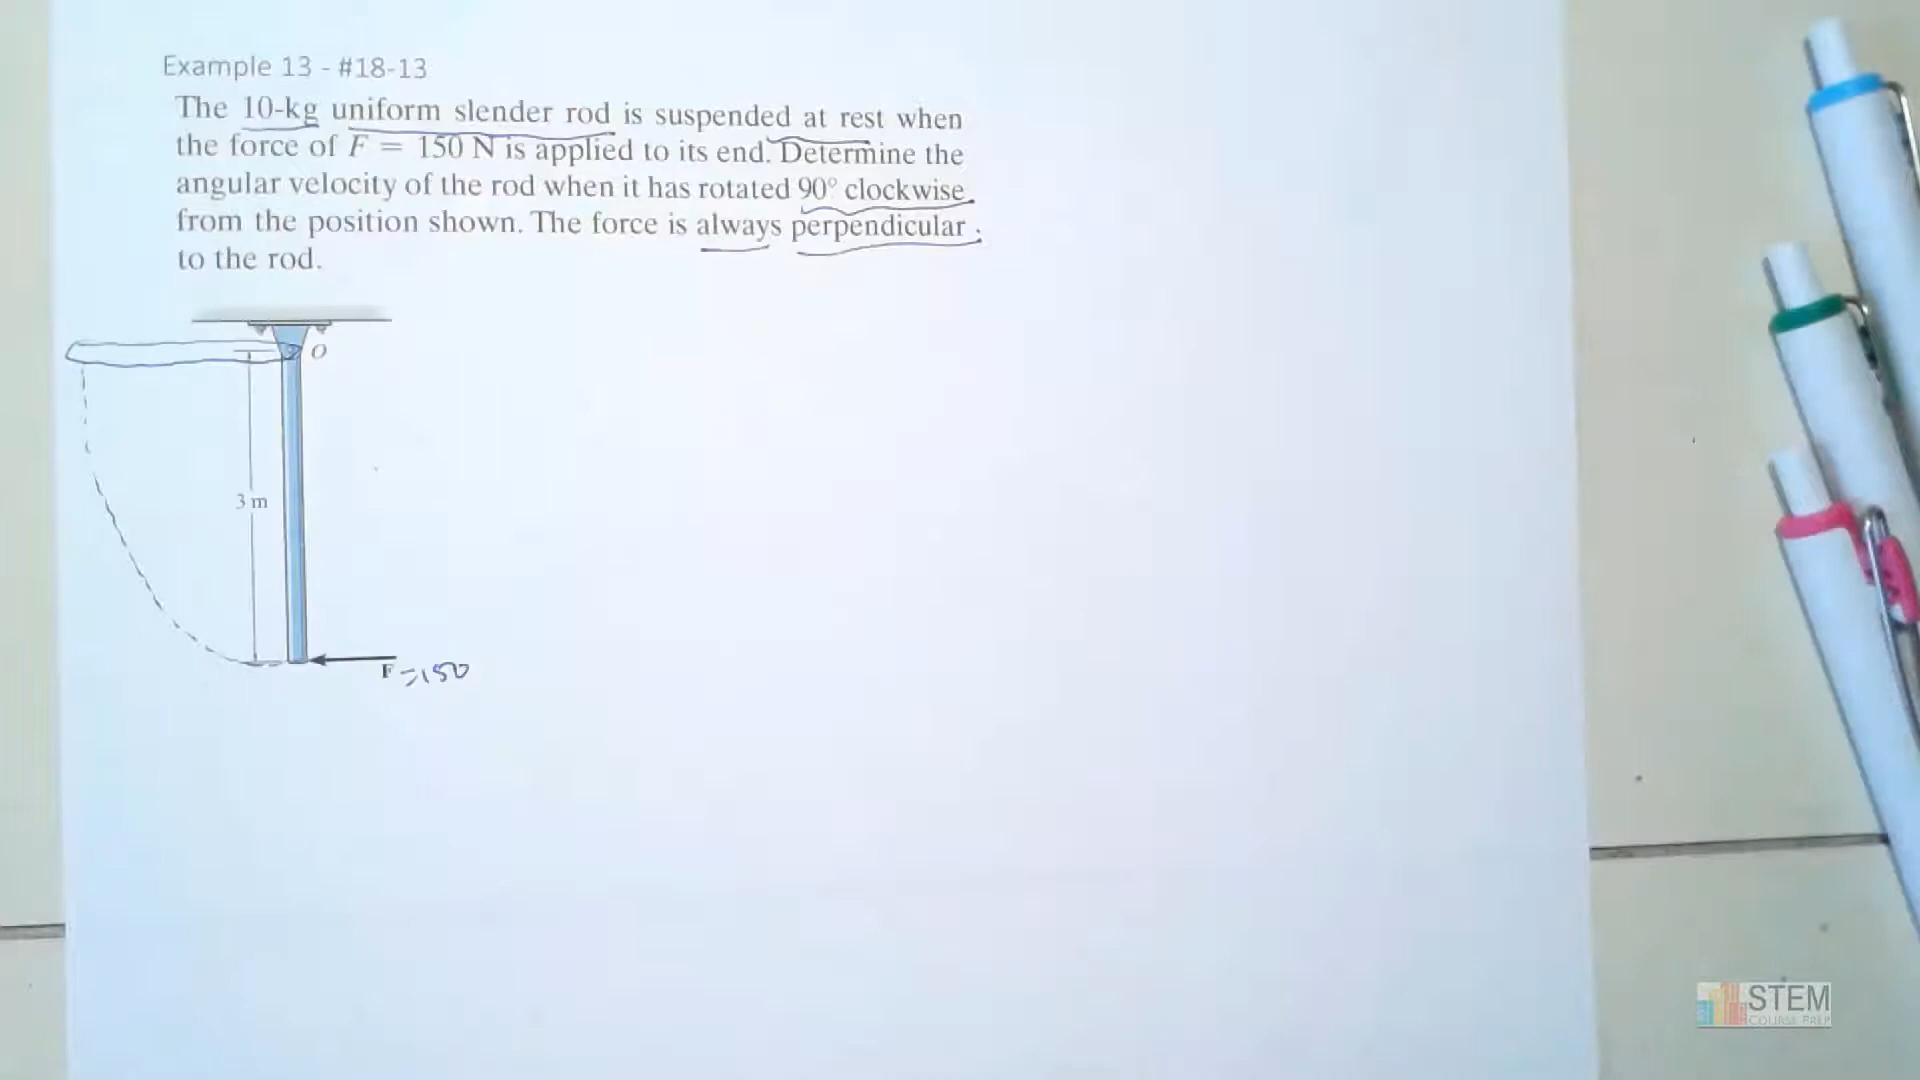 Example 13 - #18-13
The 10-kg uniform slender rod is suspended at rest when
the force of F = 150 N is applied to its end. Determine the
angular velocity of the rod when it has rotated 90° clockwise
from the position shown. The force is always perpendicular
to the rod.
O
3 m
F =150
STEM
COURSE PREP